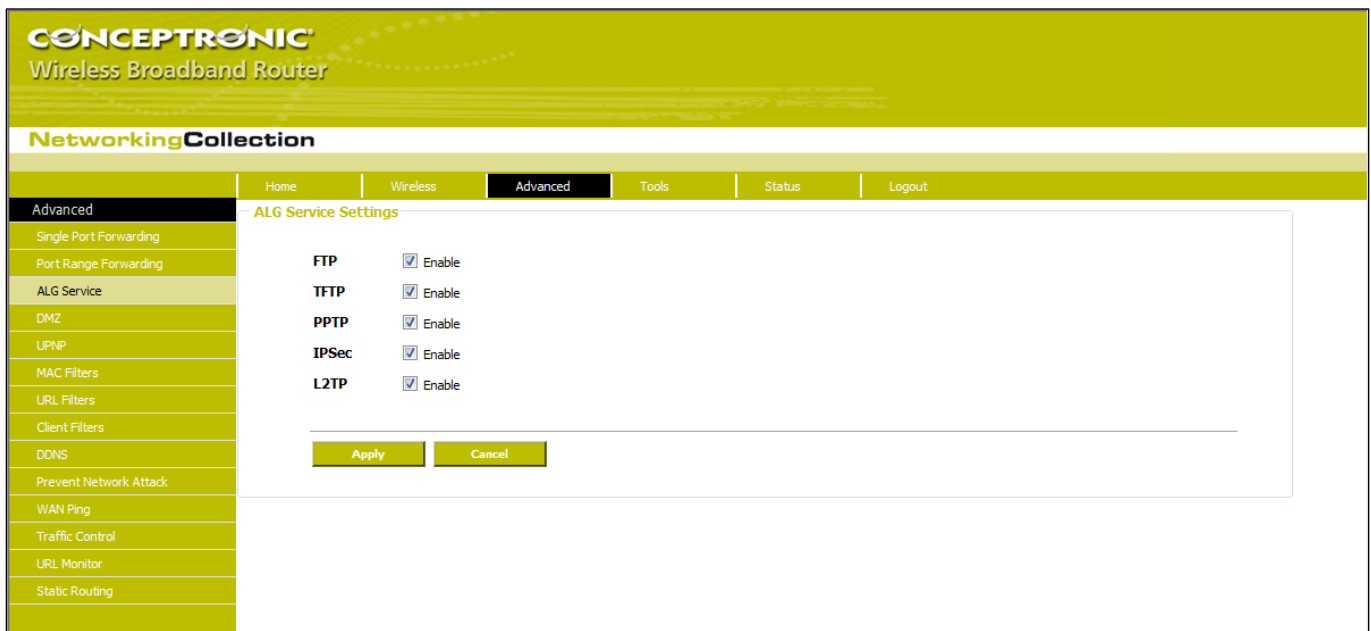 CONCEPTRONIC
Wireless Broadband Router
NetworkingCollection
Home Wireless Advanced Tools Status Logout
Advanced
Single Port Forwarding
Port Range Forwarding
ALG Service
DMZ
UPNP
MAC Filters
URL Filters
Client Filters
DDNS
Prevent Network Attack
WAN Ping
Traffic Control
URL Monitor
Static Routing
ALG Service Settings
FTP Enable
TFTP Enable
PPTP Enable
IPSec Enable
L2TP Enable
Apply Cancel